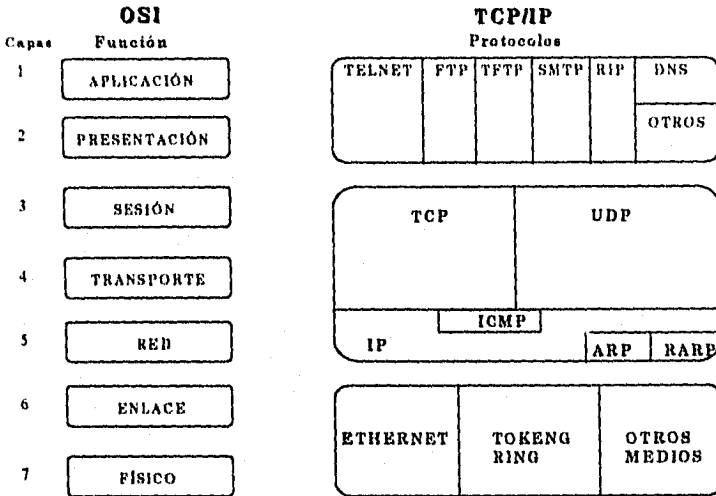 OSI
TCP/IP
Capas Función
Protocolos
1 APLICACIÓN
TELNET FTP TFTP SMTP RIP DNS
OTROS
2 PRESENTACIÓN
3 SESIÓN
TCP UDP
4 TRANSPORTE
ICMP
5 RED
IP ARP RARP
6 ENLACE
ETHERNET TOKENG RING OTROS MEDIOS
7 FÍSICO